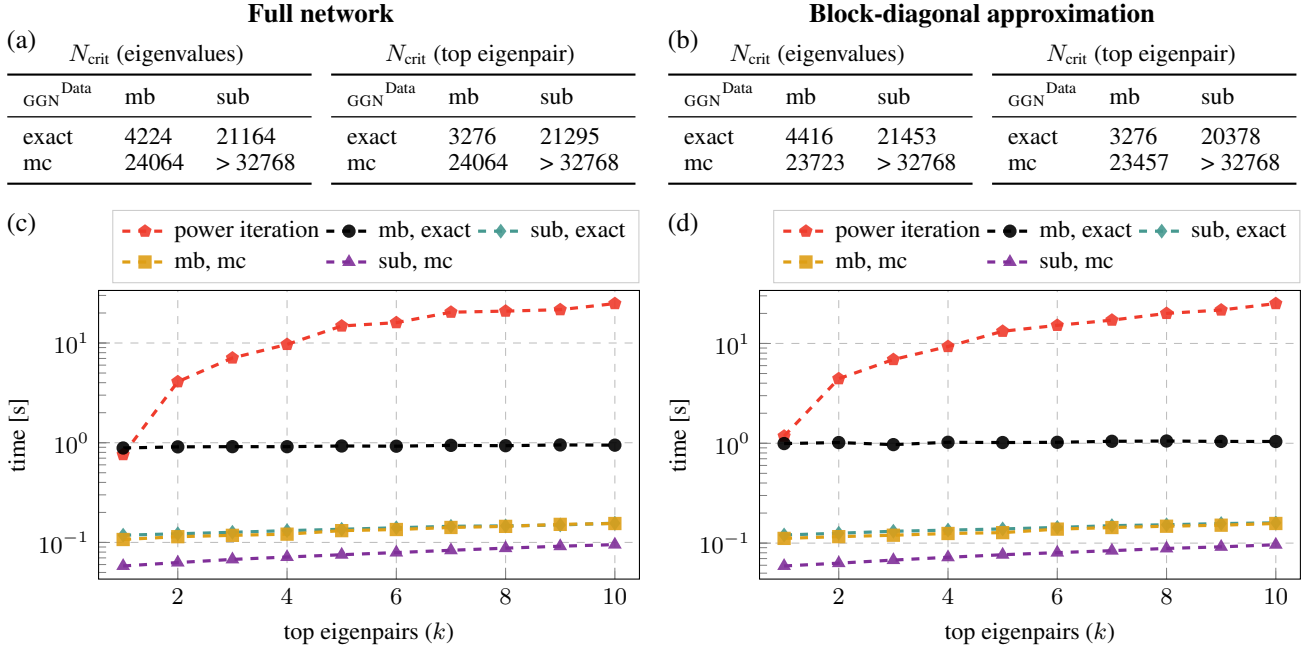 Full network
Block-diagonal approximation
(a)
N_crit (eigenvalues)
N_crit (top eigenpair)
GGN^Data mb sub
GGN^Data mb sub
exact 4224 21164
exact 3276 21295
mc 24064 > 32768
mc 24064 > 32768
(b)
N_crit (eigenvalues)
N_crit (top eigenpair)
GGN^Data mb sub
GGN^Data mb sub
exact 4416 21453
exact 3276 20378
mc 23723 > 32768
mc 23457 > 32768
(c)
power iteration mb, exact sub, exact
mb, mc sub, mc
time [s]
10^1
10^0
10^−1
2 4 6 8 10
top eigenpairs (k)
(d)
power iteration mb, exact sub, exact
mb, mc sub, mc
time [s]
10^1
10^0
10^−1
2 4 6 8 10
top eigenpairs (k)